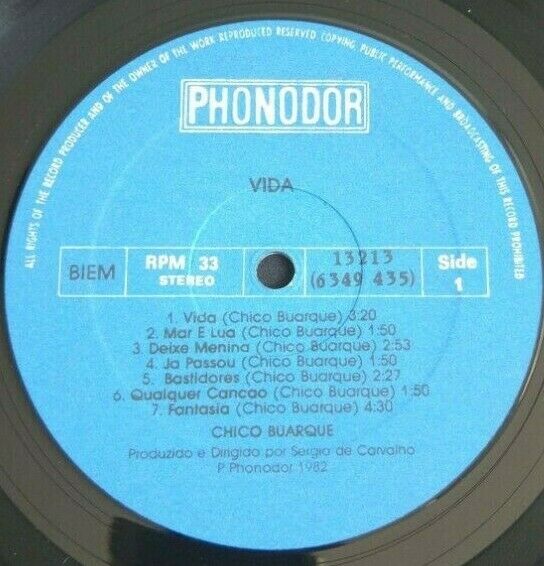 ALL RIGHTS OF THE RECORD PRODUCER AND OF THE OWNER OF THE WORK REPRODUCED RESERVED COPYING, PUBLIC PERFORMANCE AND BROADCASTING OF THIS RECORD PROHIBITED
PHONODOR
VIDA
BIEM
RPM 33
STEREO
13213
(6349 435)
Side
1
1. Vida (Chico Buarque) 3:20
2. Mar E Lua (Chico Buarque) 1:50
3. Deixe Menina (Chico Buarque) 2:53
4. Ja Passou (Chico Buarque) 1:50
5. Bastidores (Chico Buarque) 2:27
6. Qualquer Cancao (Chico Buarque) 1:50
7. Fantasia (Chico Buarque) 4:30
CHICO BUARQUE
Produzido e Dirigido por Sergio de Carvalho
P Phonodor 1982